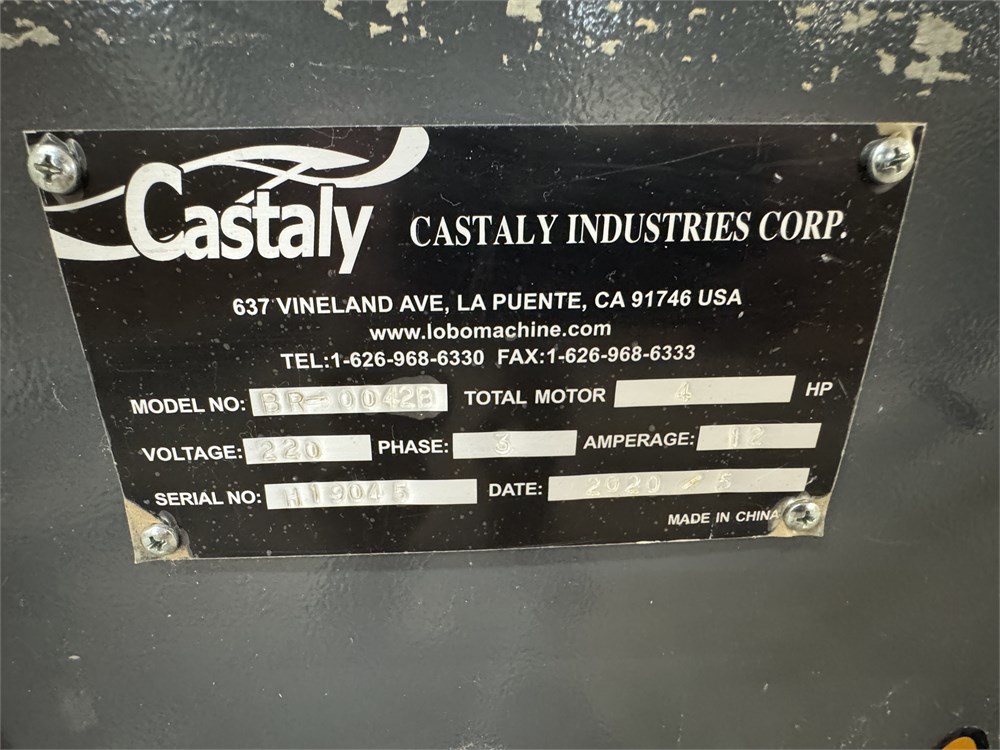 Castaly CASTALY INDUSTRIES CORP.
637 VINELAND AVE, LA PUENTE, CA 91746 USA
www.lobomachine.com
TEL:1-626-968-6330 FAX:1-626-968-6333
MODEL NO: BR-0042B TOTAL MOTOR 4 HP
VOLTAGE: 220 PHASE: 3 AMPERAGE: 12
SERIAL NO: H19045 DATE: 2020/5
MADE IN CHINA